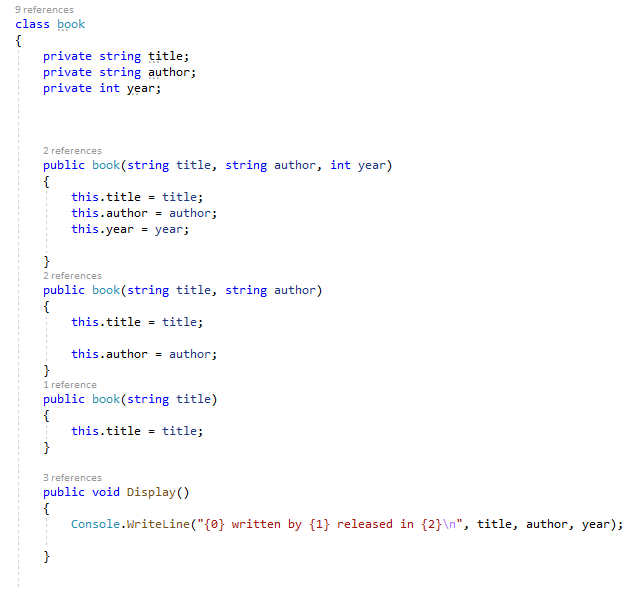 9 references
class book
{
private string title;
private string author;
private int year;
2 references
public book(string title, string author, int year)
{
this.title = title;
this.author = author;
this.year = year;
}
2 references
public book(string title, string author)
{
this.title = title;
this.author = author;
}
1 reference
public book(string title)
{
this.title = title;
}
3 references
public void Display()
{
Console.WriteLine("{0} written by {1} released in {2}\n", title, author, year);
}